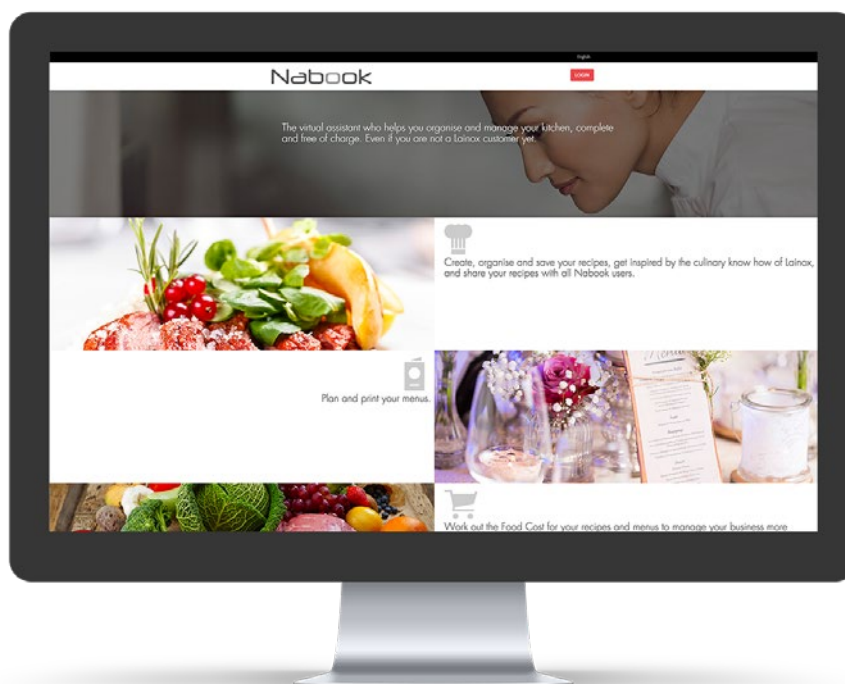 English
Nabook
LOGIN
The virtual assistant who helps you organise and manage your kitchen, complete
and free of charge. Even if you are not a Lainox customer yet.
Create, organise and save your recipes, get inspired by the culinary know how of Lainox,
and share your recipes with all Nabook users.
Plan and print your menus.
Menu
Work out the Food Cost for your recipes and menus to manage your business more